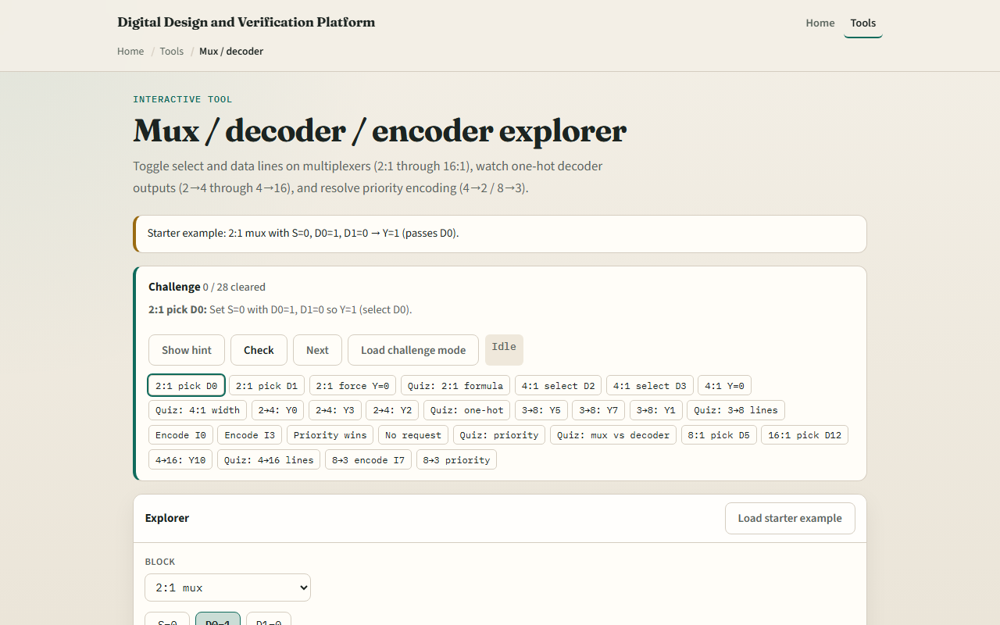 Digital Design and Verification Platform
Home Tools
Home / Tools / Mux / decoder
INTERACTIVE TOOL
Mux / decoder / encoder explorer
Toggle select and data lines on multiplexers (2:1 through 16:1), watch one-hot decoder
outputs (2→4 through 4→16), and resolve priority encoding (4→2 / 8→3).
Starter example: 2:1 mux with S=0, D0=1, D1=0 → Y=1 (passes D0).
Challenge 0 / 28 cleared
2:1 pick D0: Set S=0 with D0=1, D1=0 so Y=1 (select D0).
Show hint Check Next Load challenge mode Idle
2:1 pick D0 2:1 pick D1 2:1 force Y=0 Quiz: 2:1 formula 4:1 select D2 4:1 select D3 4:1 Y=0
Quiz: 4:1 width 2→4: Y0 2→4: Y3 2→4: Y2 Quiz: one-hot 3→8: Y5 3→8: Y7 3→8: Y1 Quiz: 3→8 lines
Encode I0 Encode I3 Priority wins No request Quiz: priority Quiz: mux vs decoder 8:1 pick D5 16:1 pick D12
4→16: Y10 Quiz: 4→16 lines 8→3 encode I7 8→3 priority
Explorer Load starter example
BLOCK
2:1 mux
S=0 D0=1 D1=0